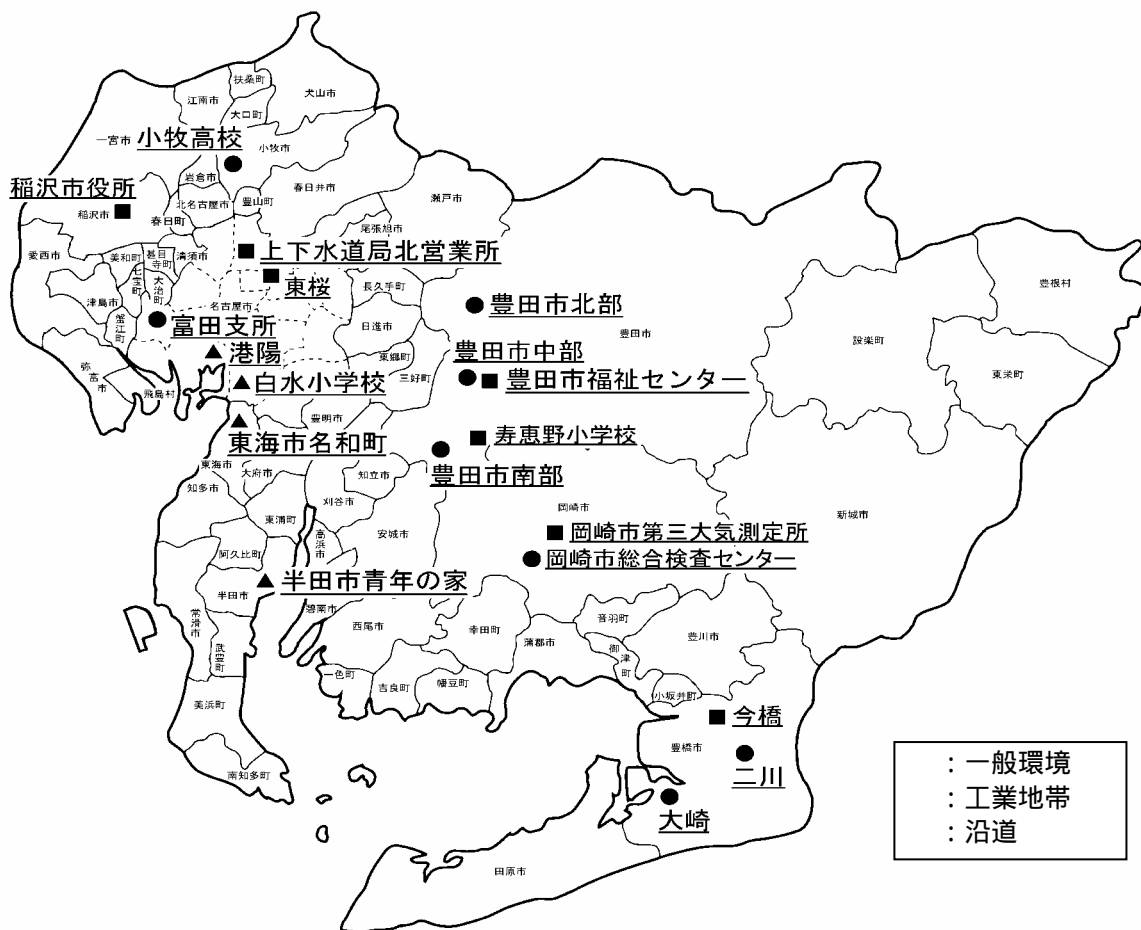 扶桑町
犬山市
江南市
大口町
一宮市
小牧高校
小牧市
岩倉市
稲沢市役所
春日井市
瀬戸市
稲沢市
春日町
北名古屋市
豊山町
尾張旭市
愛西市
美和町
甚目寺町
清須市
上下水道局北営業所
七宝町
大治町
東桜
長久手町
津島市
名古屋市
豊田市北部
豊根村
蟹江町
富田支所
日進市
豊田市
設楽町
港陽
東郷町
豊田市中部
東栄町
弥富市
飛島村
白水小学校
三好町
豊田市福祉センター
豊明市
東海市名和町
寿恵野小学校
豊田市南部
東海市
大府市
知立市
知多市
刈谷市
岡崎市
新城市
東浦町
高浜市
安城市
岡崎市第三大気測定所
阿久比町
岡崎市総合検査センター
半田市青年の家
半田市
碧南市
常滑市
西尾市
幸田町
蒲郡市
音羽町
豊川市
武豊町
御津町
一色町
吉良町
幡豆町
小坂井町
美浜町
今橋
豊橋市
二川
南知多町
大崎
田原市
：一般環境
：工業地帯
：沿道